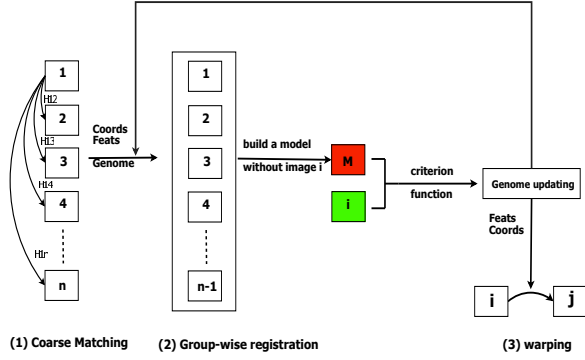 1
2
3
4
n
H12
H13
H14
H1n
Coords
Feats
Genome
1
2
3
4
n-1
build a model
without image i
M
i
criterion
function
Genome updating
Feats
Coords
i
j
(1) Coarse Matching
(2) Group-wise registration
(3) warping